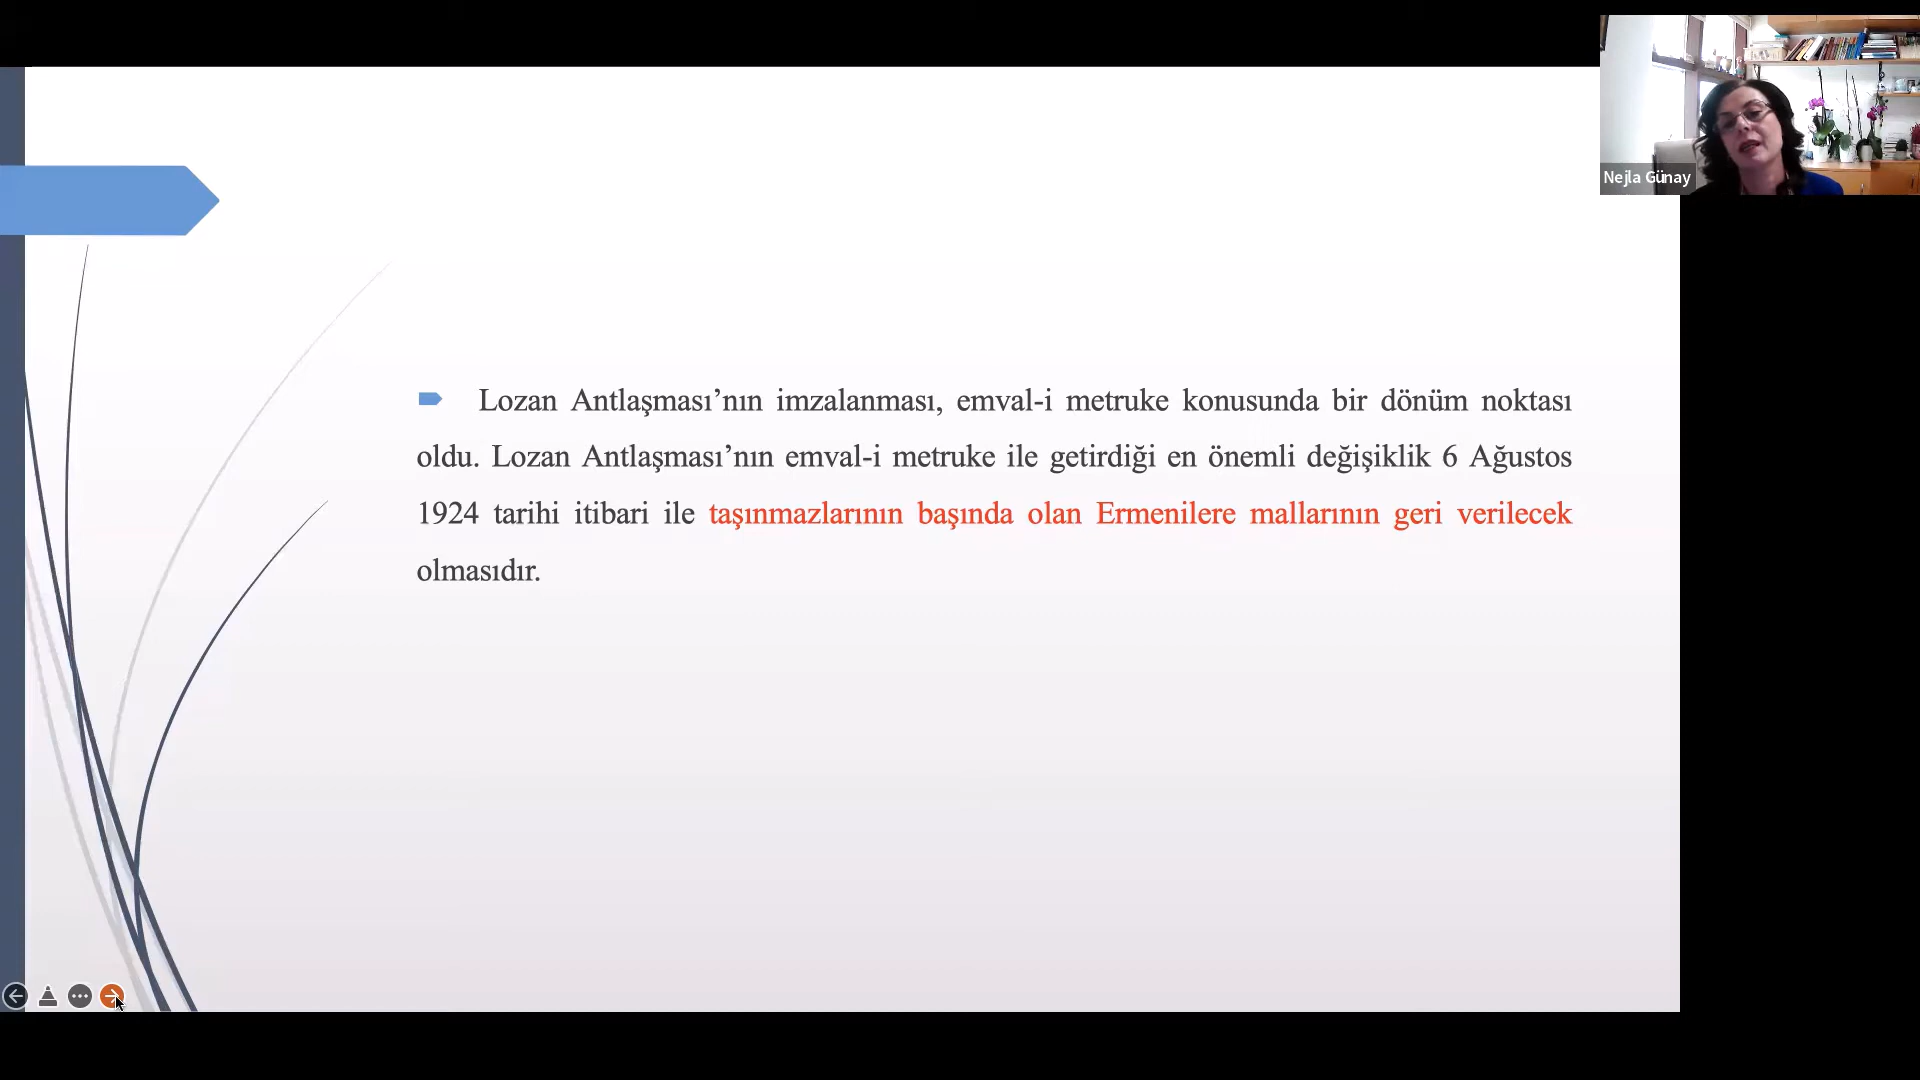 Nejla Günay
Lozan Antlaşması’nın imzalanması, emval-i metruke konusunda bir dönüm noktası
oldu. Lozan Antlaşması’nın emval-i metruke ile getirdiği en önemli değişiklik 6 Ağustos
1924 tarihi itibari ile taşınmazlarının başında olan Ermenilere mallarının geri verilecek
olmasıdır.